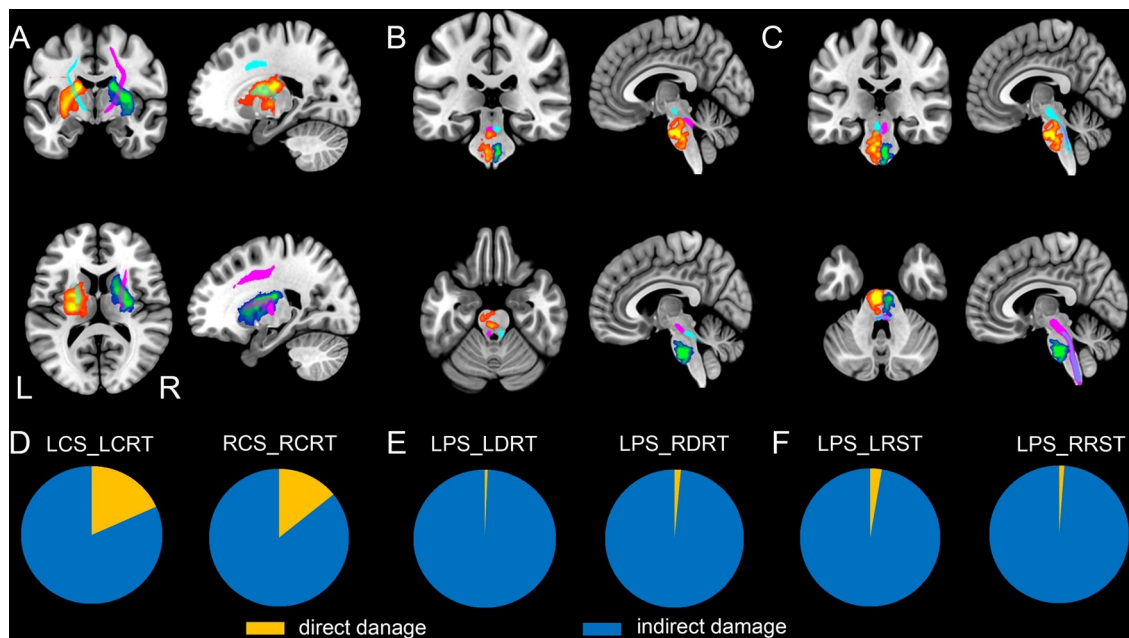 A B C
L R
D LCS_LCRT RCS_RCRT E LPS_LDRT LPS_RDRT F LPS_LRST LPS_RRST
direct danage indirect damage